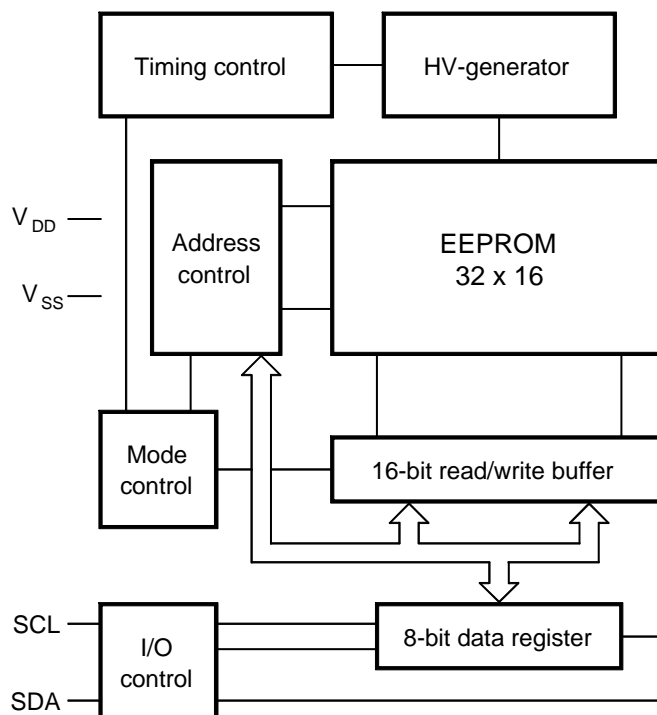 Timing control
HV-generator
V DD
V SS
Address
control
EEPROM
32 x 16
Mode
control
16-bit read/write buffer
SCL
SDA
I/O
control
8-bit data register